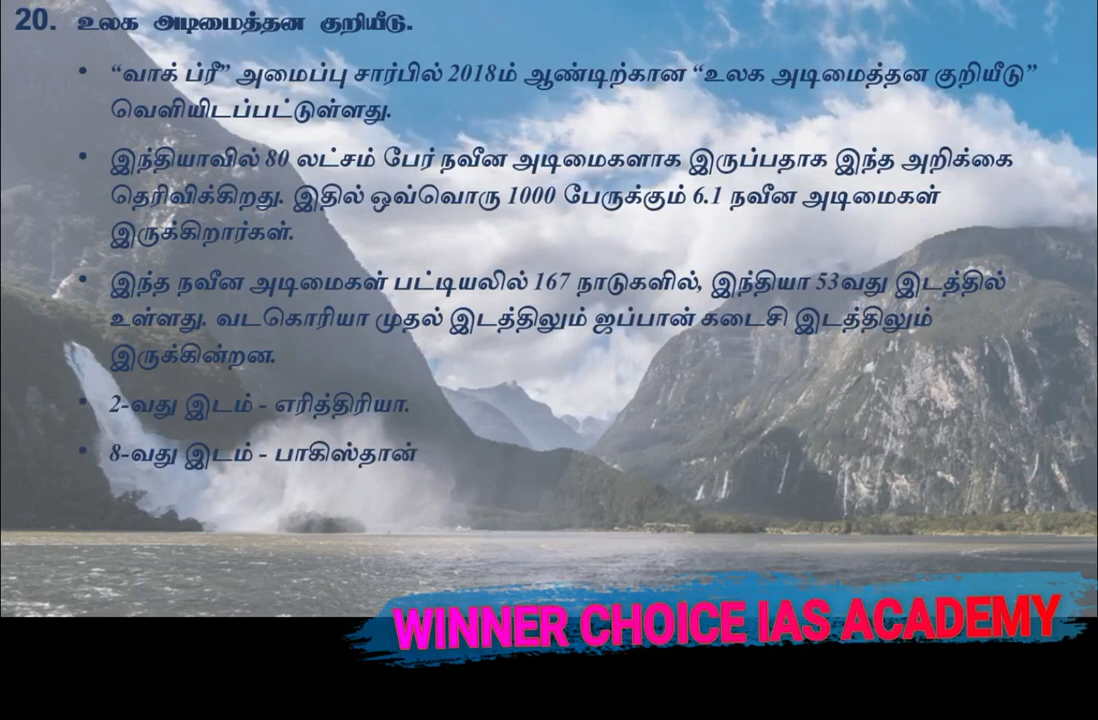 20. உலக அடிமைத்தன குறியீடு.
• “வாக் ப்ரீ” அமைப்பு சார்பில் 2018ம் ஆண்டிற்கான “உலக அடிமைத்தன குறியீடு”
வெளியிடப்பட்டுள்ளது.
• இந்தியாவில் 80 லட்சம் பேர் நவீன அடிமைகளாக இருப்பதாக இந்த அறிக்கை
தெரிவிக்கிறது. இதில் ஒவ்வொரு 1000 பேருக்கும் 6.1 நவீன அடிமைகள்
இருக்கிறார்கள்.
• இந்த நவீன அடிமைகள் பட்டியலில் 167 நாடுகளில், இந்தியா 53வது இடத்தில்
உள்ளது. வடகொரியா முதல் இடத்திலும் ஜப்பான் கடைசி இடத்திலும்
இருக்கின்றன.
• 2-வது இடம் - எரித்திரியா.
• 8-வது இடம் - பாகிஸ்தான்
WINNER CHOICE IAS ACADEMY